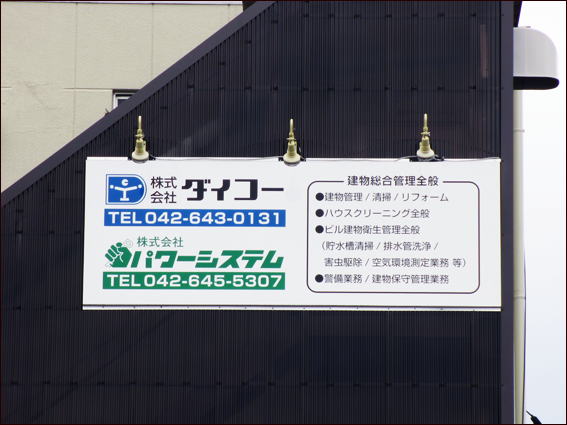 株式会社 ダイコー
TEL 042-643-0131
株式会社
パワーシステム
TEL 042-645-5307
建物総合管理全般
●建物管理 / 清掃 / リフォーム
●ハウスクリーニング全般
●ビル建物衛生管理全般
(貯水槽清掃 / 排水管洗浄 /
害虫駆除 / 空気環境測定業務 等)
●警備業務 / 建物保守管理業務